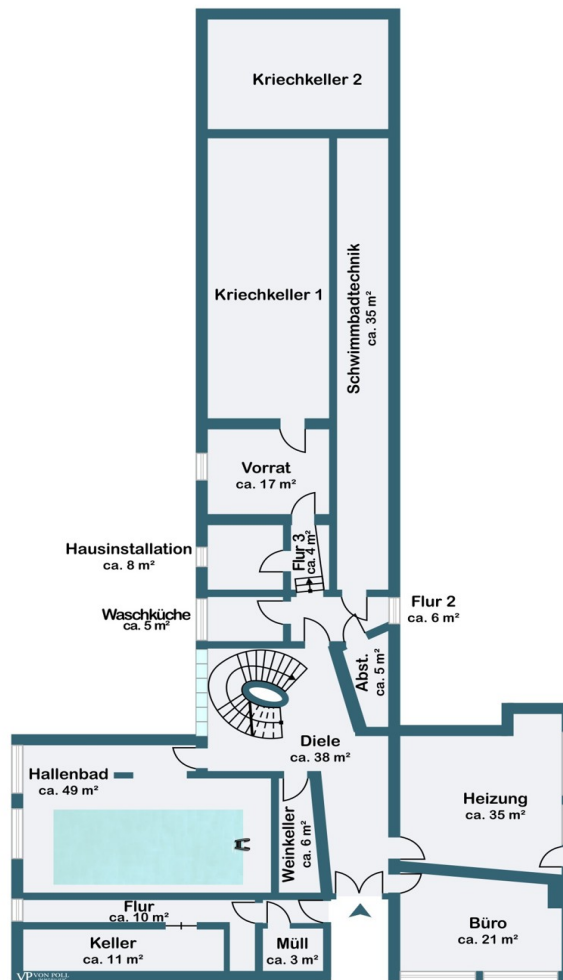 Kriechkeller 2
Kriechkeller 1
Schwimmbadtechnik
ca. 35 m²
Vorrat
ca. 17 m²
Hausinstallation
ca. 8 m²
Flur 3
ca. 4 m²
Waschküche
ca. 5 m²
Flur 2
ca. 6 m²
Abst.
ca. 5 m²
Diele
ca. 38 m²
Hallenbad
ca. 49 m²
Weinkeller
ca. 6 m²
Heizung
ca. 35 m²
Flur
ca. 10 m²
Keller
ca. 11 m²
Müll
ca. 3 m²
Büro
ca. 21 m²
VP VON POLL